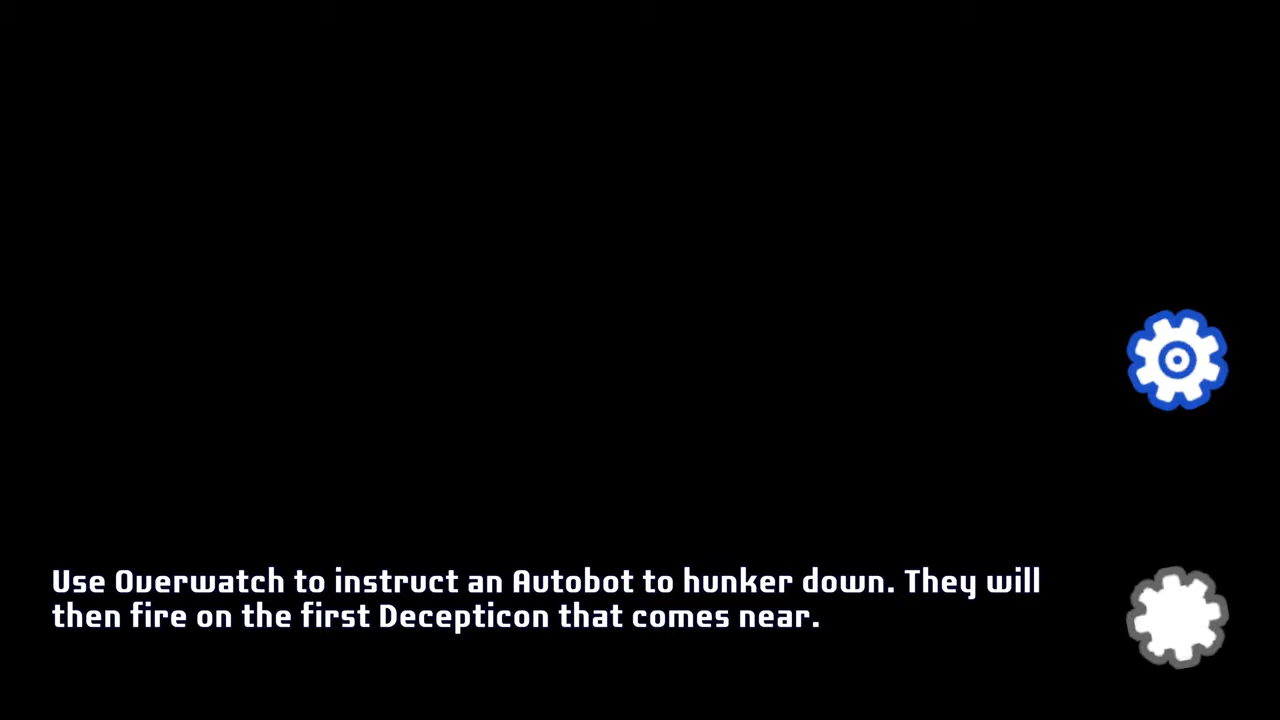 Use Overwatch to instruct an Autobot to hunker down. They will
then fire on the first Decepticon that comes near.